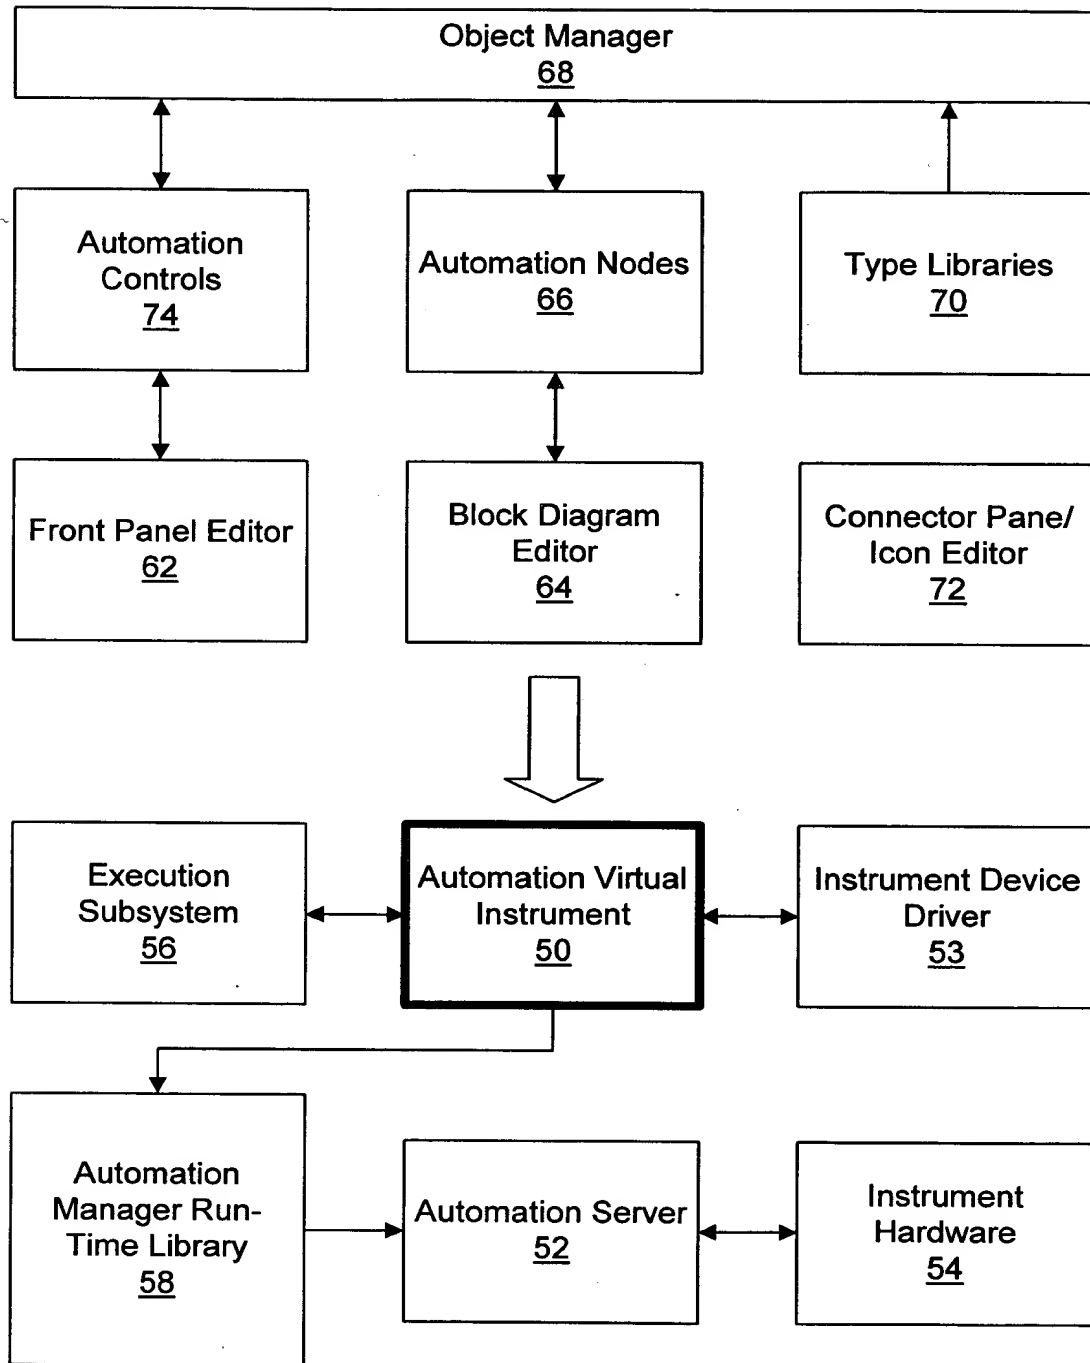 Object Manager
68
Automation
Controls
74
Automation Nodes
66
Type Libraries
70
Front Panel Editor
62
Block Diagram
Editor
64
Connector Pane/
Icon Editor
72
Execution
Subsystem
56
Automation Virtual
Instrument
50
Instrument Device
Driver
53
Automation
Manager Run-
Time Library
58
Automation Server
52
Instrument
Hardware
54